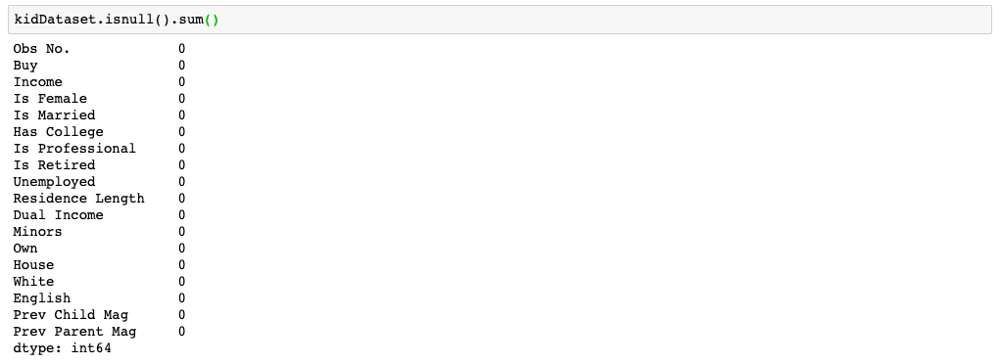 kidDataset.isnull().sum()
Obs No. 0
Buy 0
Income 0
Is Female 0
Is Married 0
Has College 0
Is Professional 0
Is Retired 0
Unemployed 0
Residence Length 0
Dual Income 0
Minors 0
Own 0
House 0
White 0
English 0
Prev Child Mag 0
Prev Parent Mag 0
dtype: int64